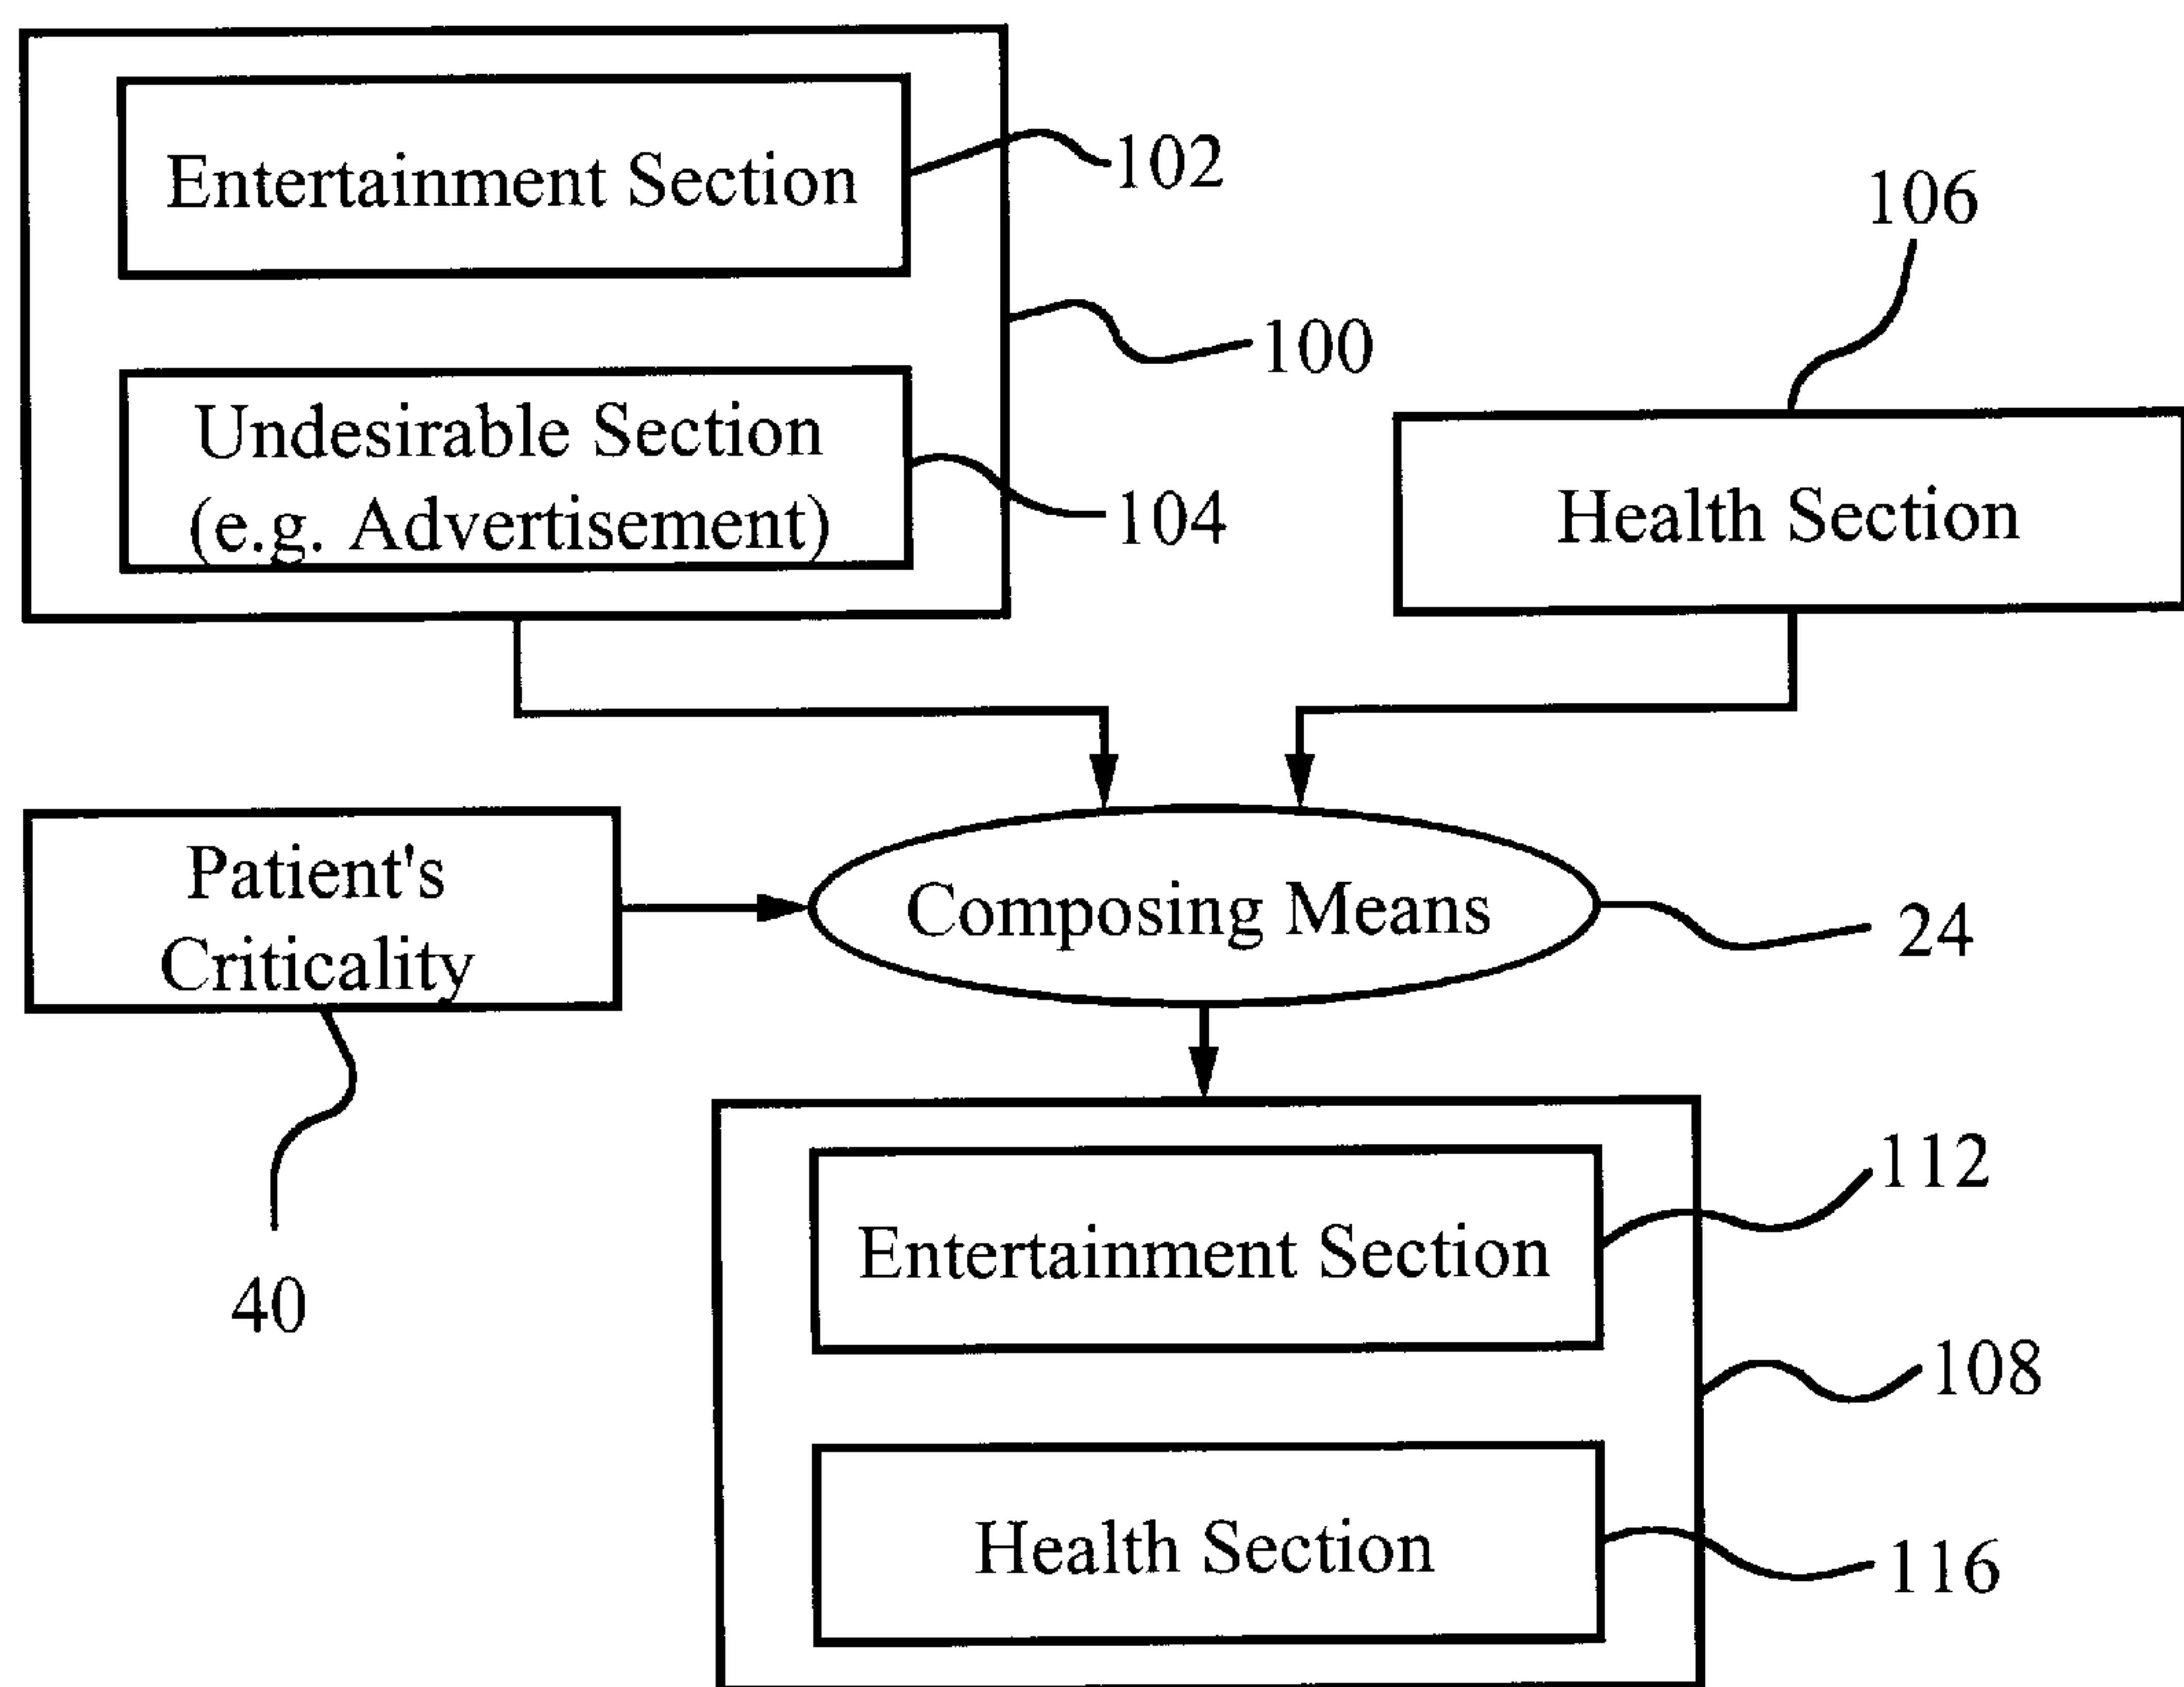 Entertainment Section
102
106
100
Undesirable Section
(e.g. Advertisement)
104
Health Section
Patient's
Criticality
Composing Means
24
40
112
Entertainment Section
108
Health Section
116